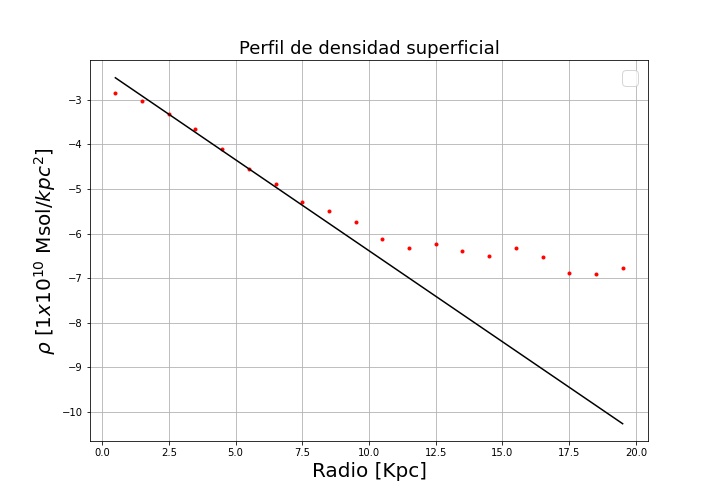 Perfil de densidad superficial
−3
−4
−5
−6
−7
−8
−9
−10
ρ [1x10¹⁰ Msol/kpc²]
0.0 2.5 5.0 7.5 10.0 12.5 15.0 17.5 20.0
Radio [Kpc]